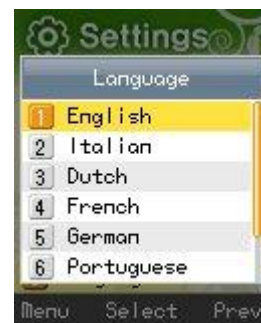 Settings
Language
1 English
2 Italian
3 Dutch
4 French
5 German
6 Portuguese
Menu Select Prev